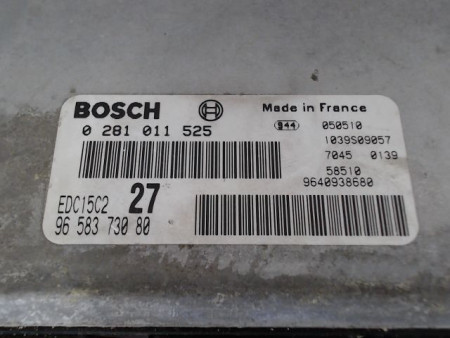 BOSCH
Made in France
0 281 011 525
944 050510
1039S09057
7045 0139
58510
9640938680
EDC15C2 27
96 583 730 80